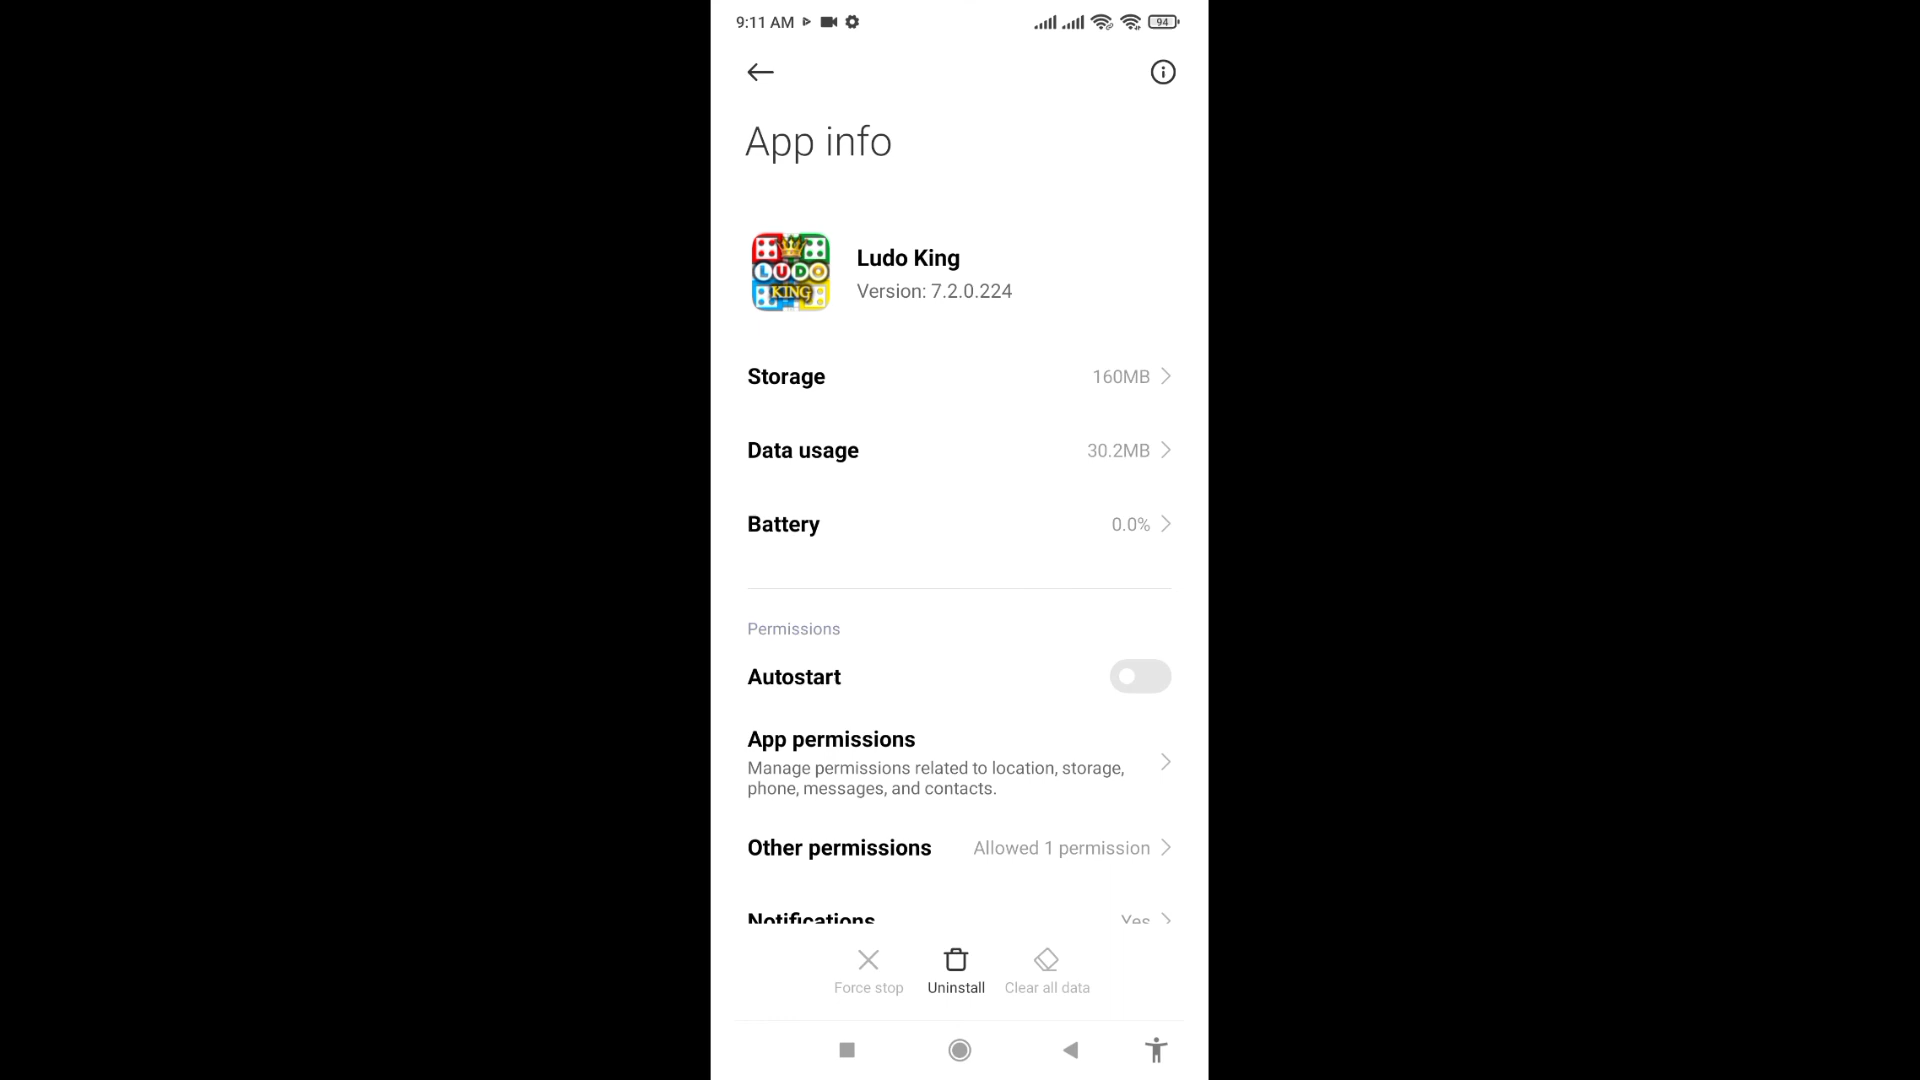 9:11 AM
94
App info
LUDO
KING
Ludo King
Version: 7.2.0.224
Storage
160MB
Data usage
30.2MB
Battery
0.0%
Permissions
Autostart
App permissions
Manage permissions related to location, storage,
phone, messages, and contacts.
Other permissions
Allowed 1 permission
Notifications
Yes
Force stop
Uninstall
Clear all data